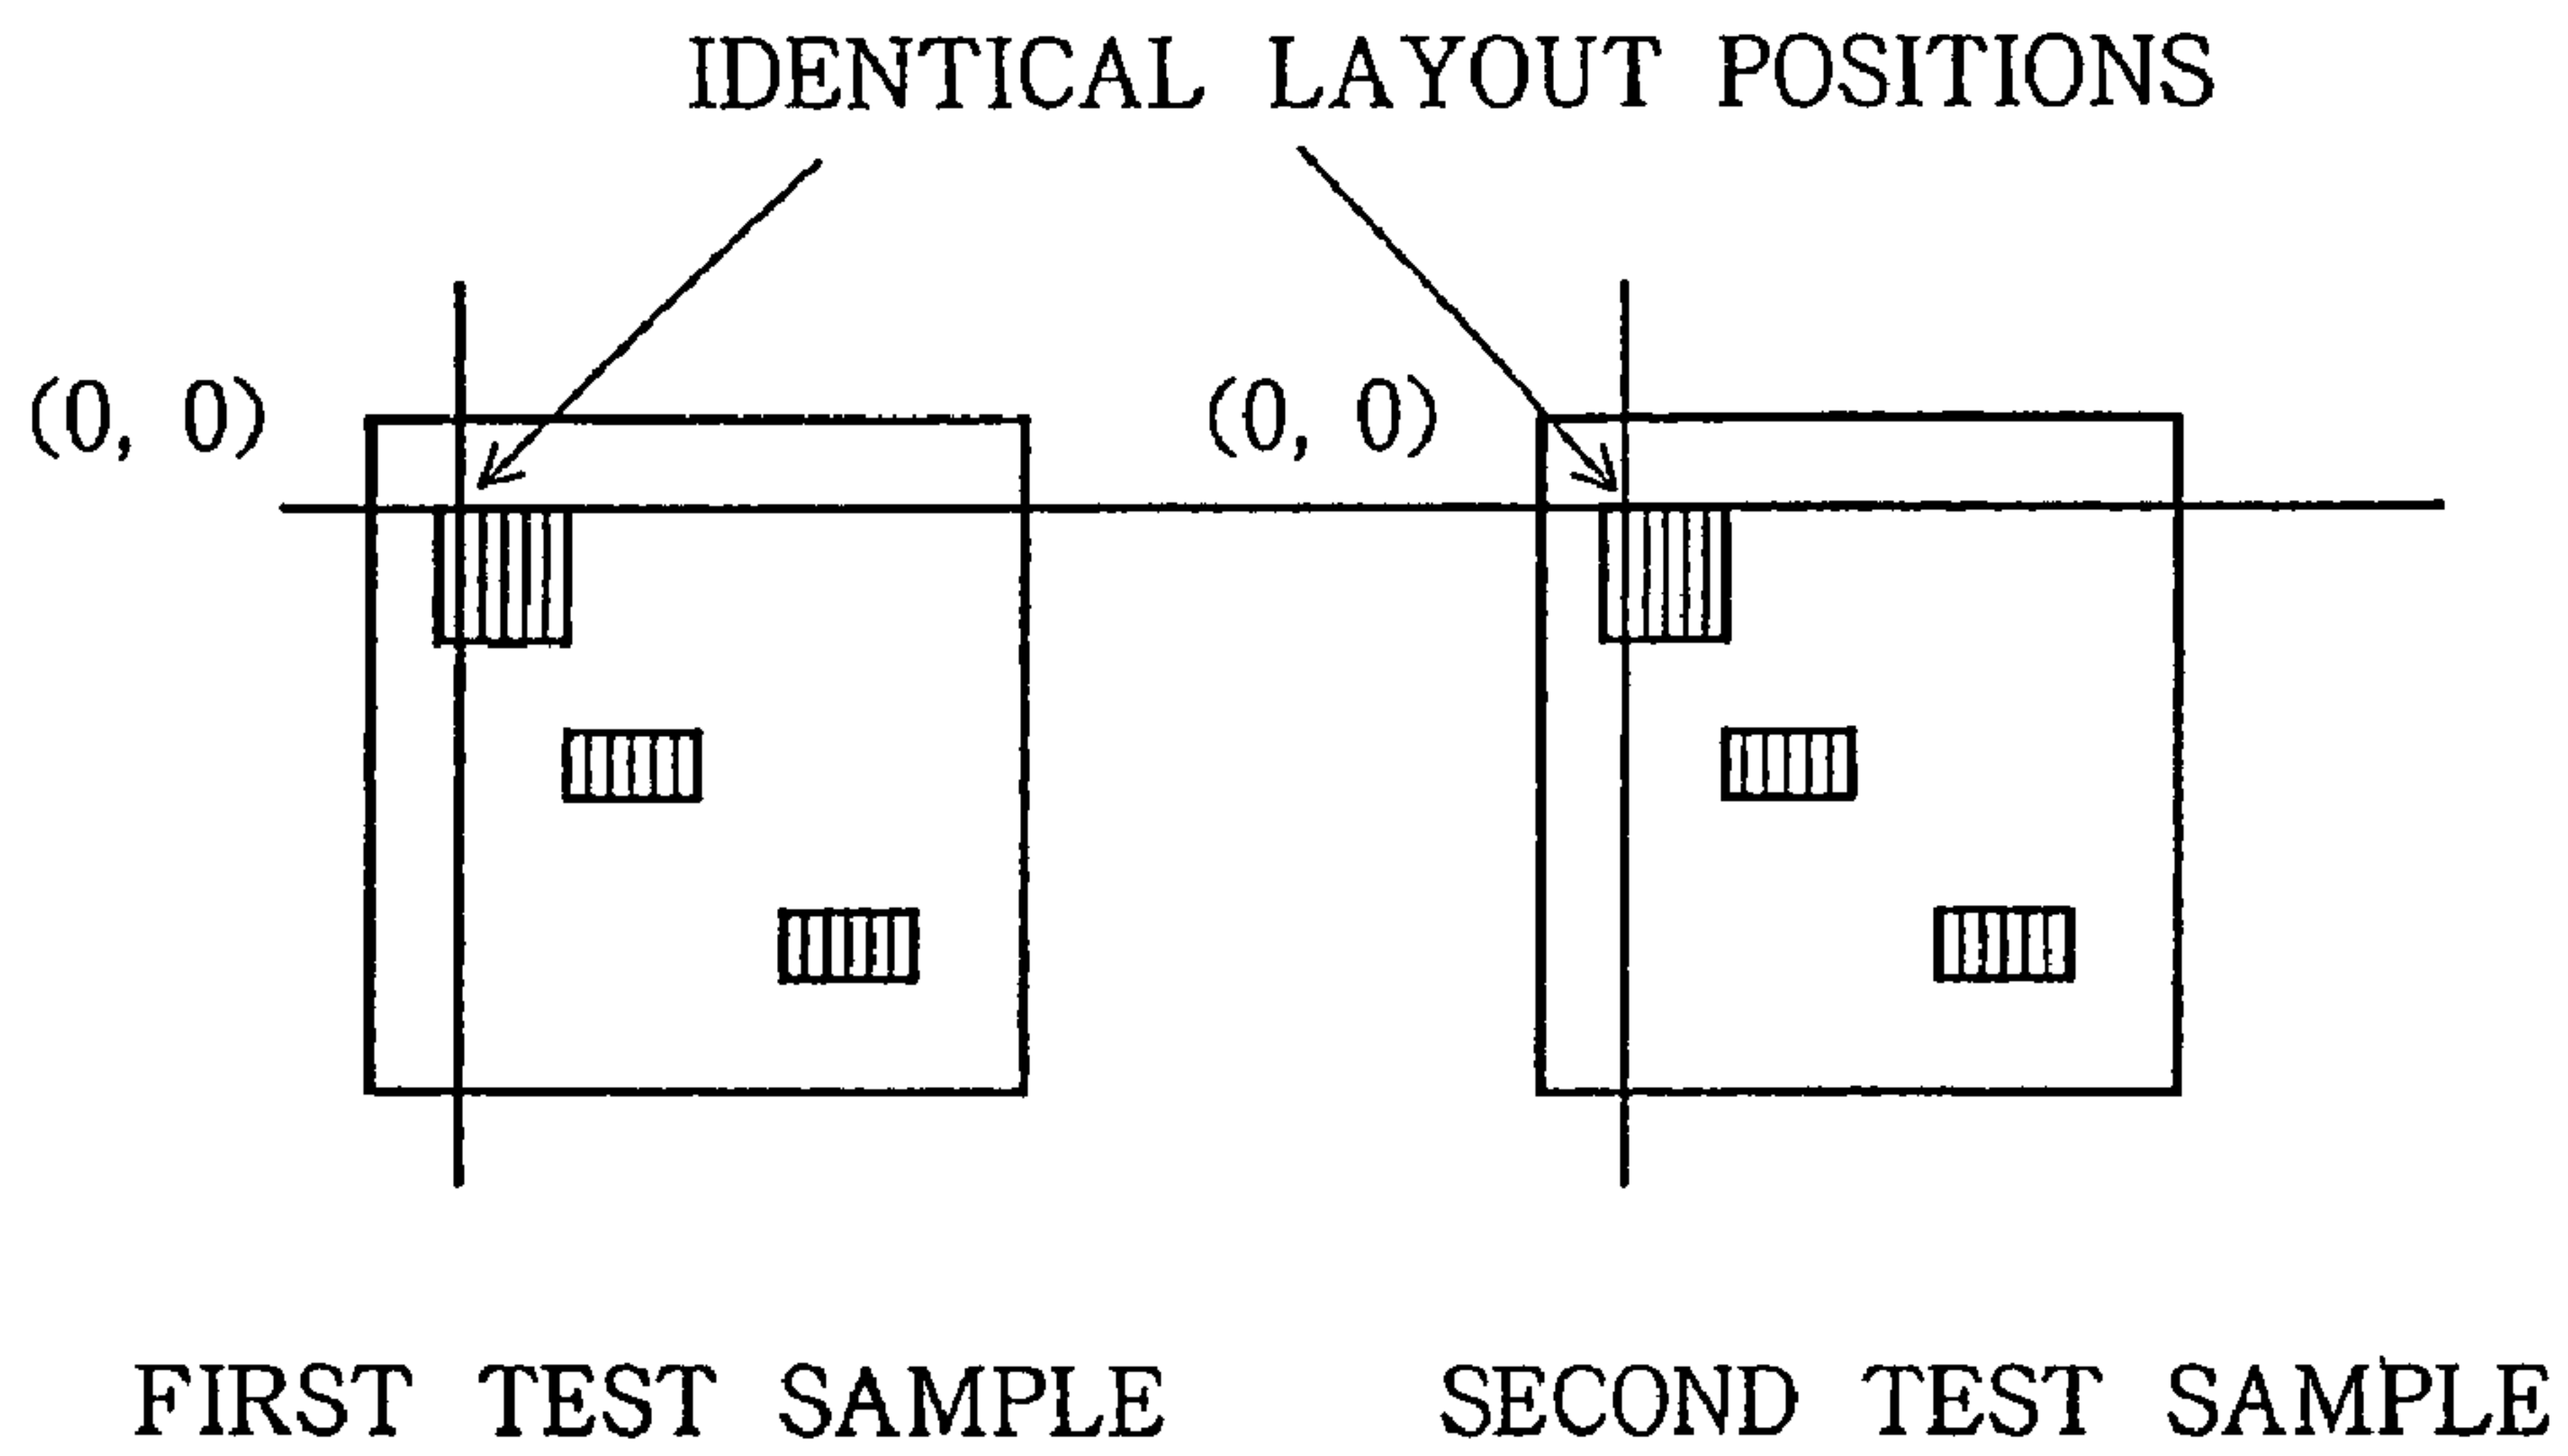 IDENTICAL LAYOUT POSITIONS
(0, 0)
(0, 0)
FIRST TEST SAMPLE
SECOND TEST SAMPLE